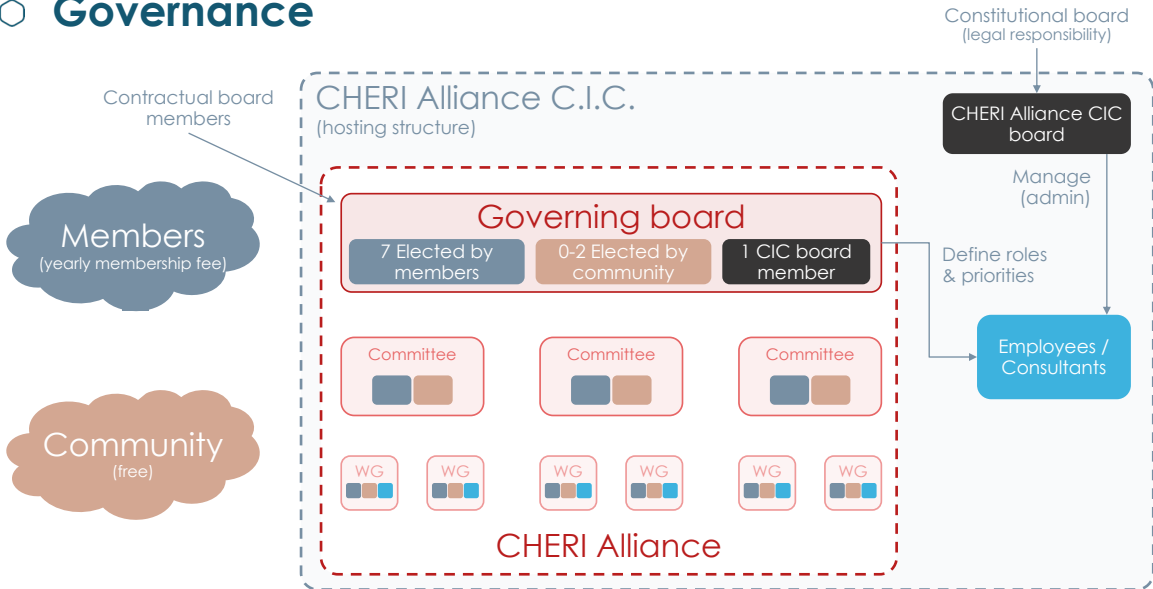 Governance
Constitutional board
(legal responsibility)
Contractual board
members
CHERI Alliance C.I.C.
(hosting structure)
CHERI Alliance CIC
board
Manage
(admin)
Members
(yearly membership fee)
Governing board
7 Elected by
members
0-2 Elected by
community
1 CIC board
member
Define roles
& priorities
Employees /
Consultants
Committee
Committee
Committee
Community
(free)
WG
WG
WG
WG
WG
WG
CHERI Alliance